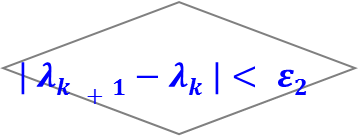 | λₖ ₊ ₁ − λₖ | < ε₂